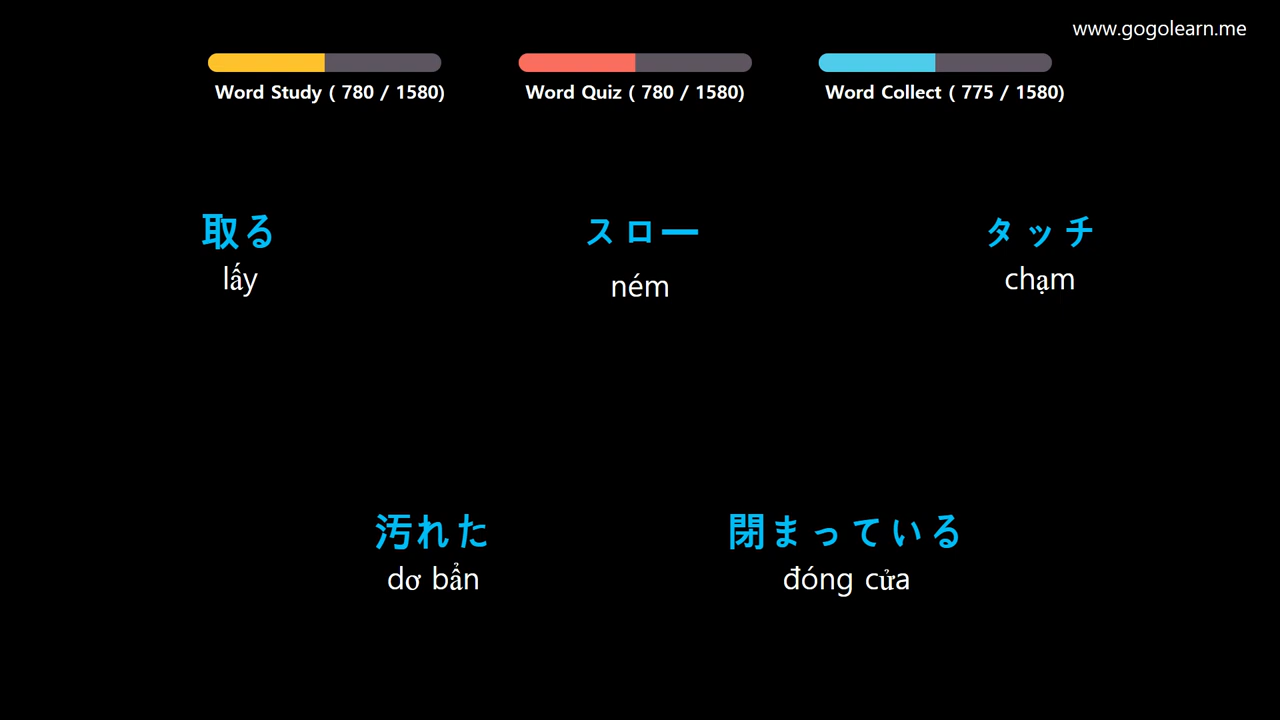 www.gogolearn.me
Word Study ( 780 / 1580)
Word Quiz ( 780 / 1580)
Word Collect ( 775 / 1580)
取る
lấy
スロー
ném
タッチ
chạm
汚れた
dơ bẩn
閉まっている
đóng cửa